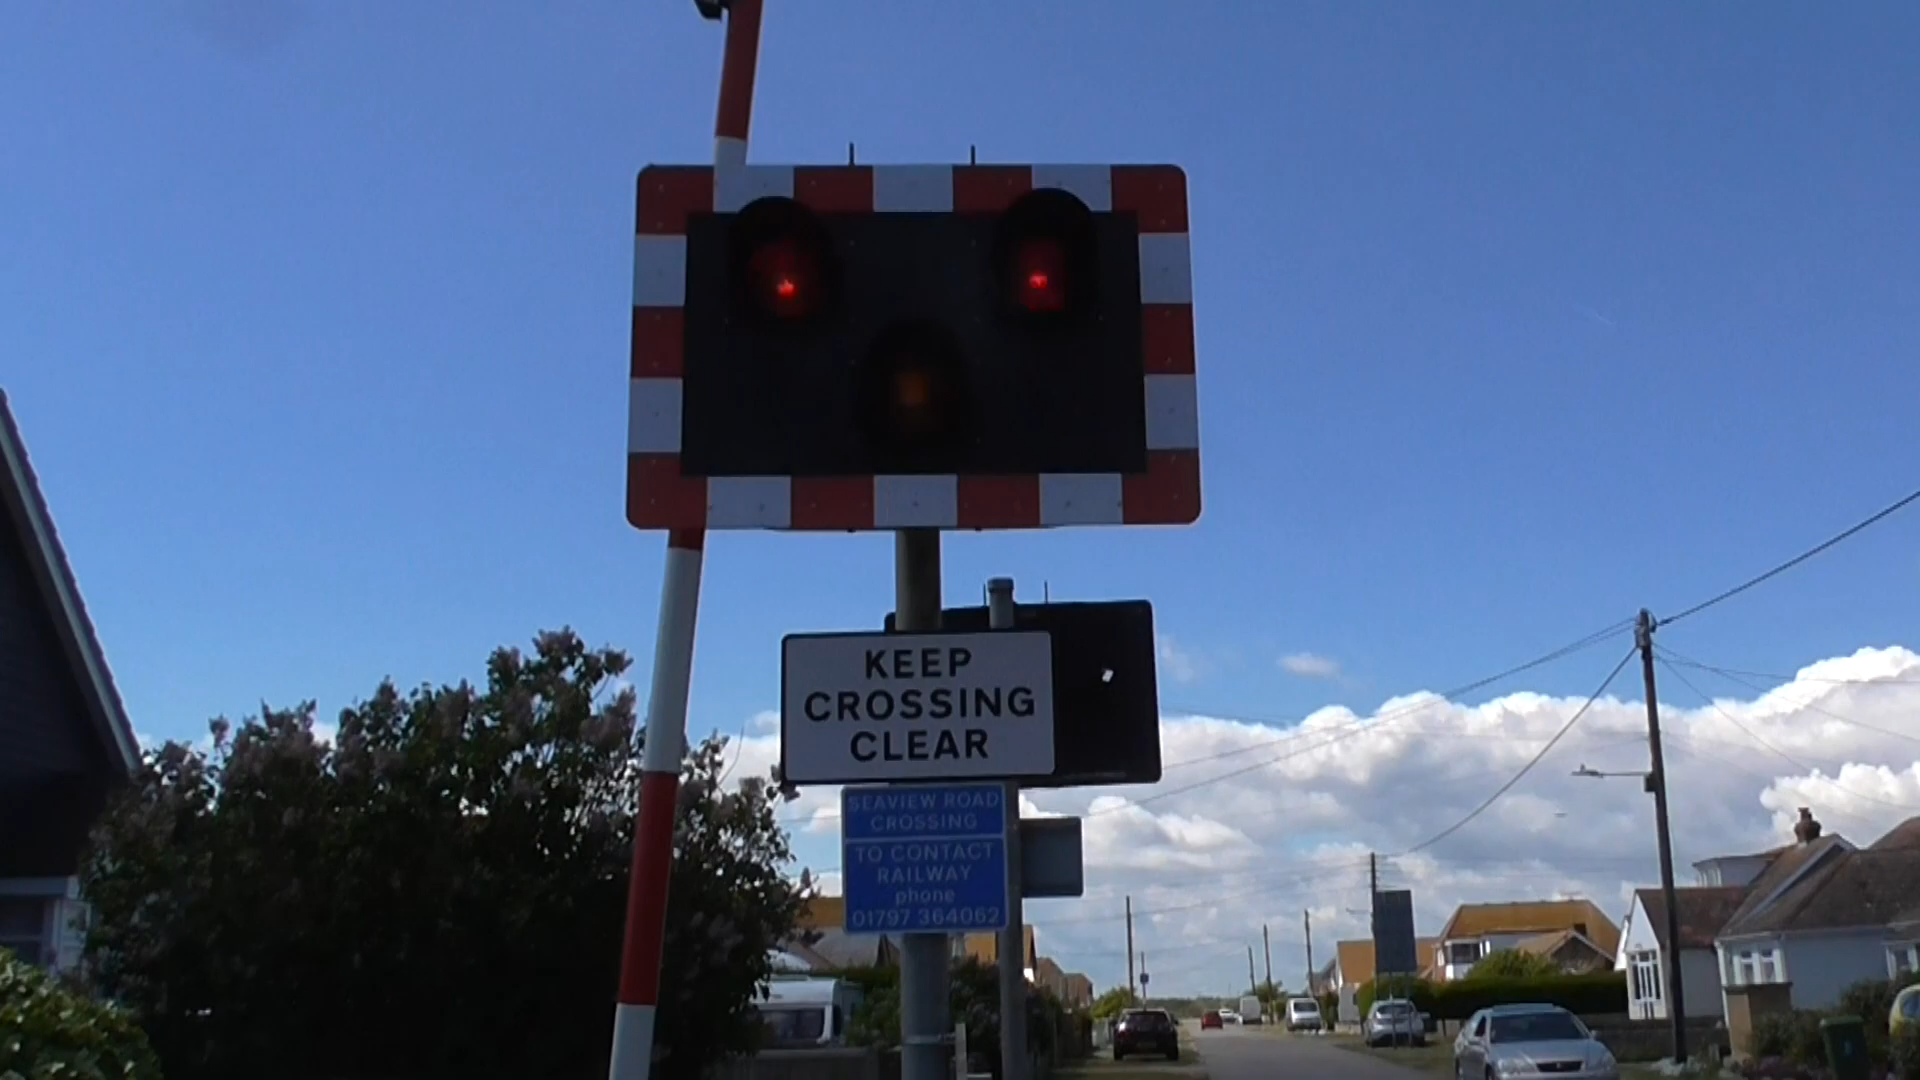 KEEP
CROSSING
CLEAR
SEAVIEW ROAD
CROSSING
TO CONTACT
RAILWAY
phone
01797 364062